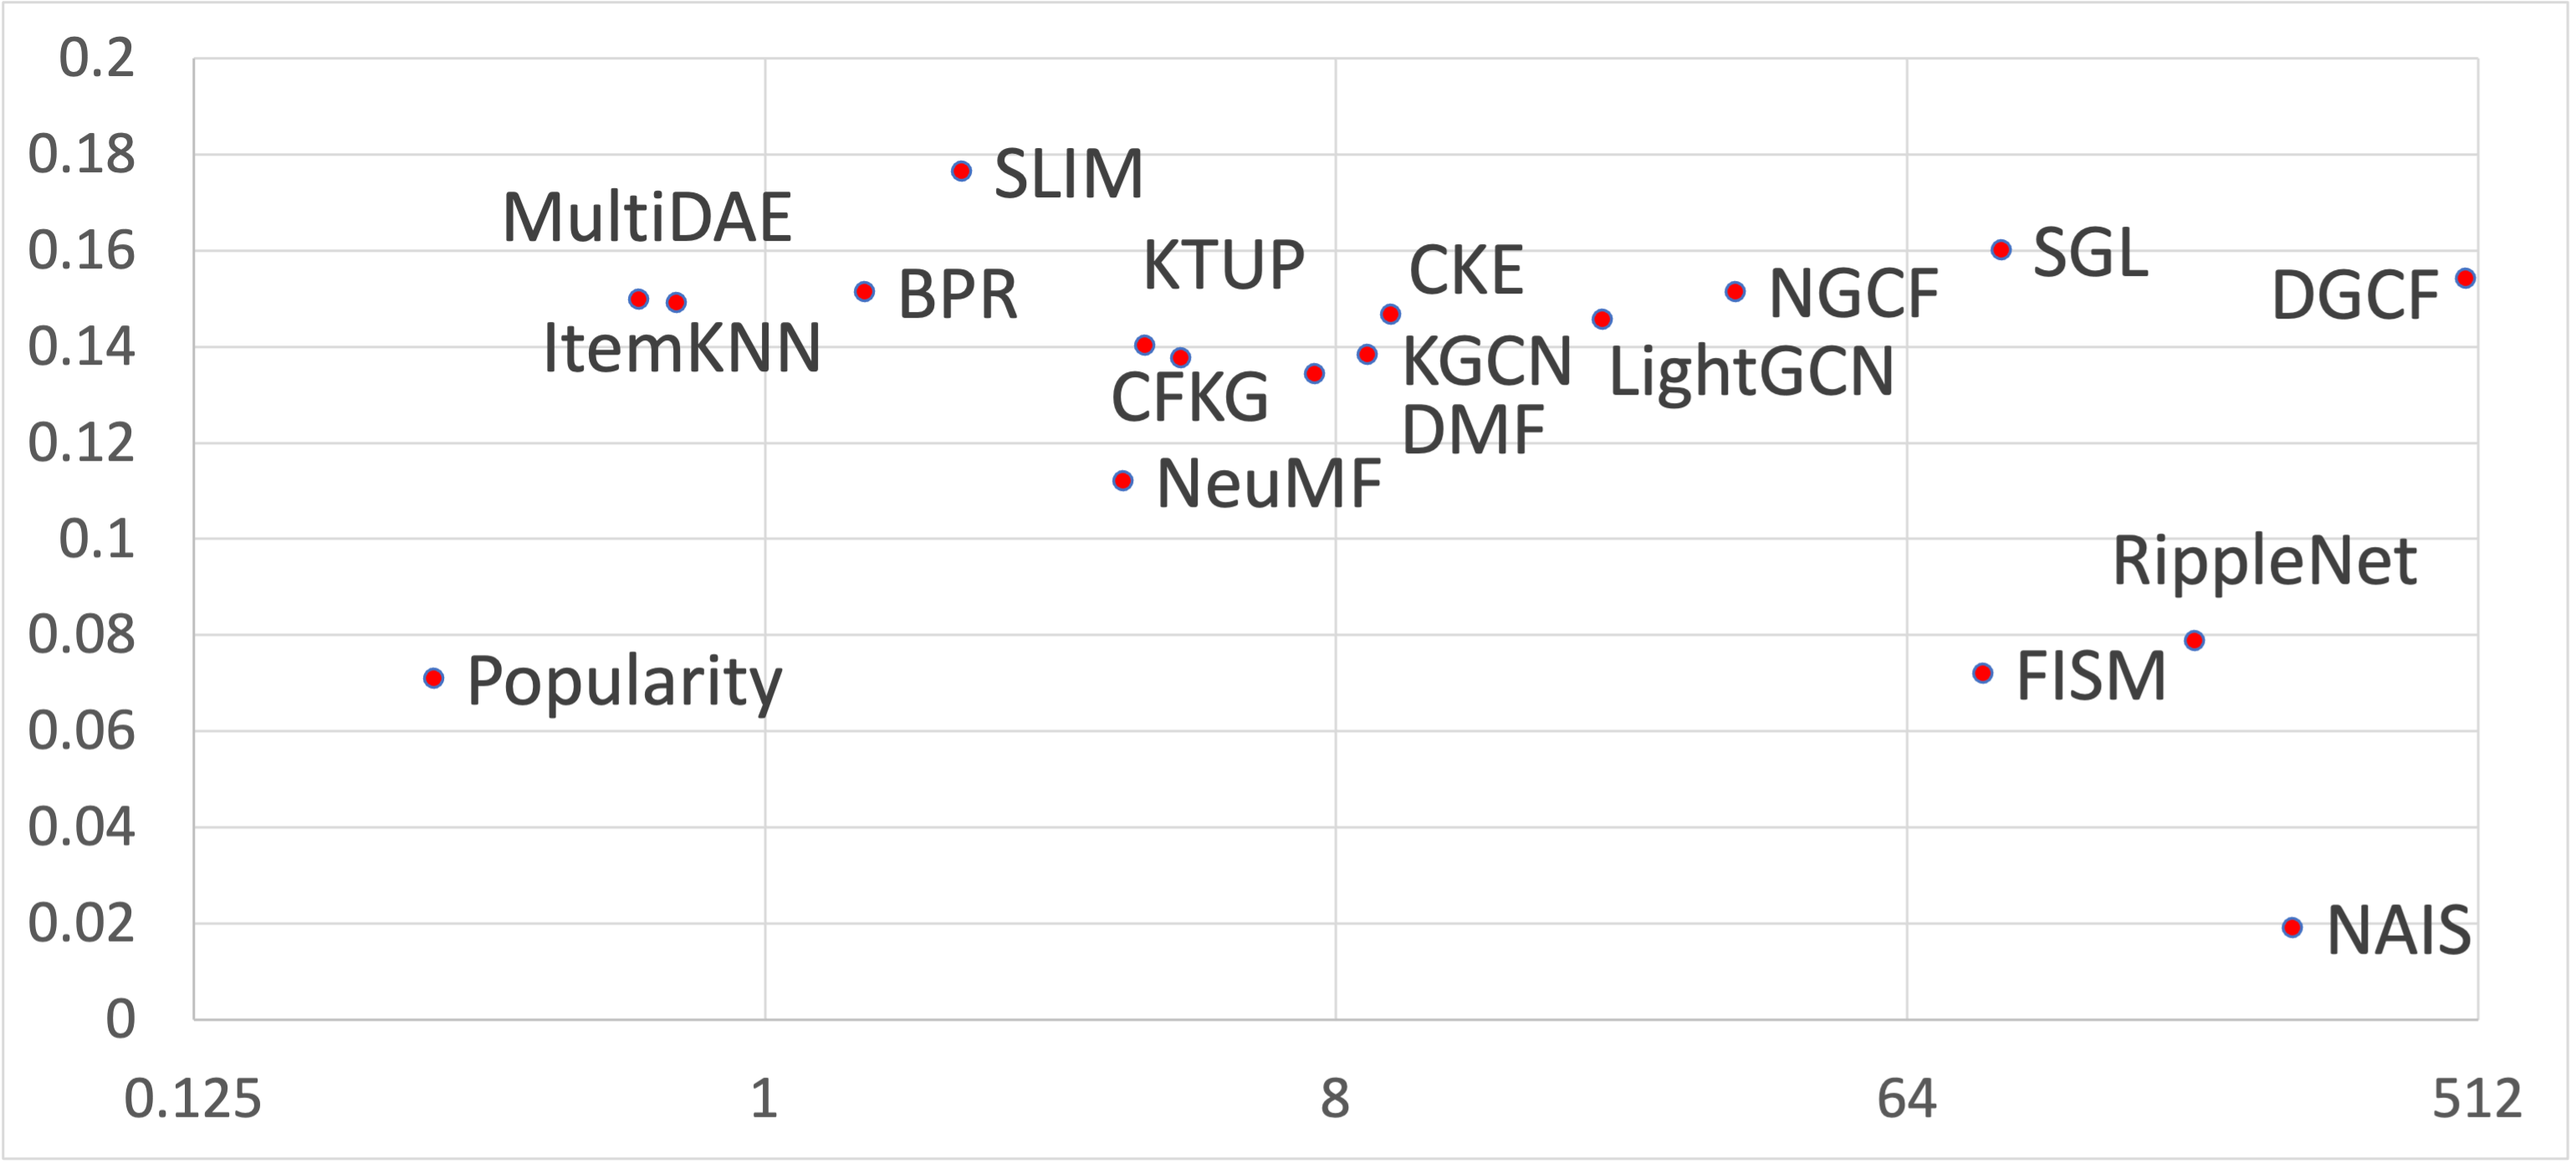 0.2
0.18
0.16
0.14
0.12
0.1
0.08
0.06
0.04
0.02
0
SLIM
MultiDAE
KTUP
CKE
SGL
BPR
NGCF
DGCF
ItemKNN
KGCN
LightGCN
CFKG
DMF
NeuMF
RippleNet
Popularity
FISM
NAIS
0.125
1
8
64
512